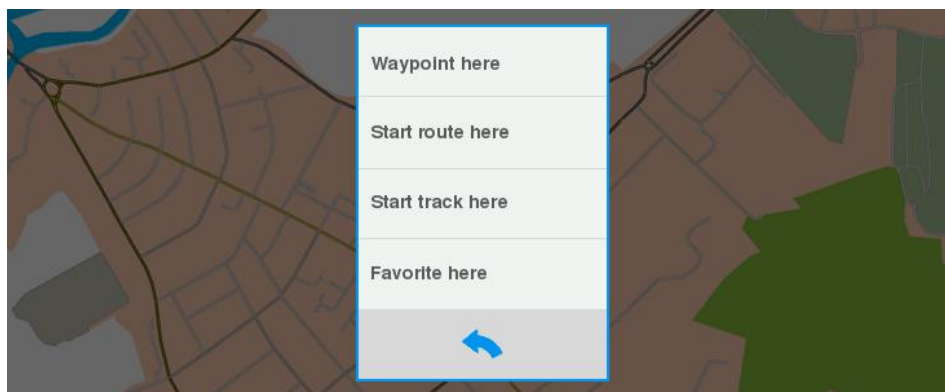 Waypoint here
Start route here
Start track here
Favorite here